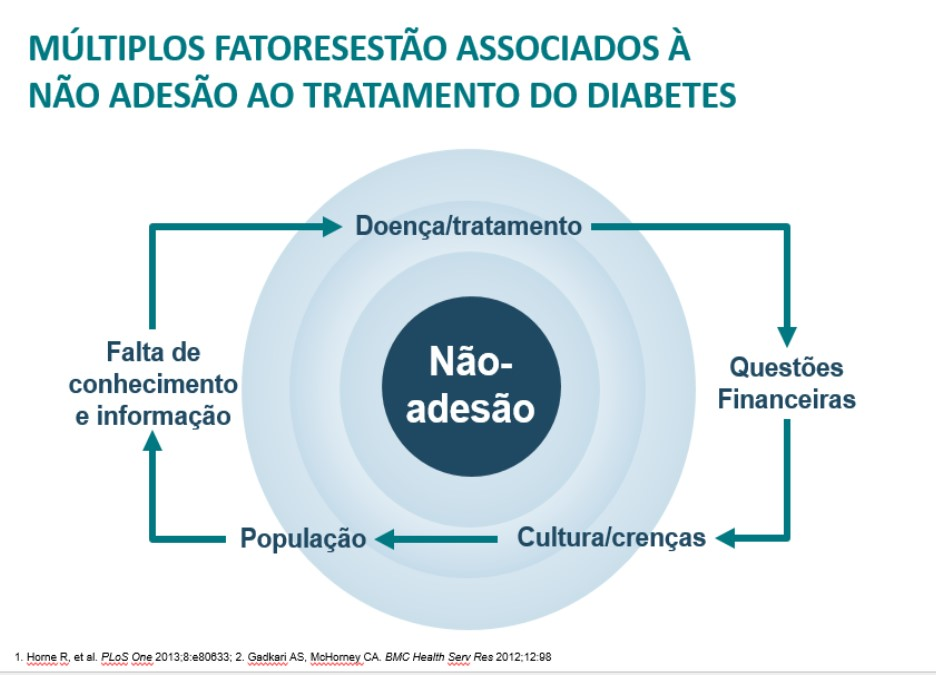 MÚLTIPLOS FATORESESTÃO ASSOCIADOS À
NÃO ADESÃO AO TRATAMENTO DO DIABETES
Doença/tratamento
Falta de
conhecimento
e informação
Não-
adesão
Questões
Financeiras
População
Cultura/crenças
1. Horne R, et al. PLoS One 2013;8:e80633; 2. Gadkari AS, McHorney CA. BMC Health Serv Res 2012;12:98